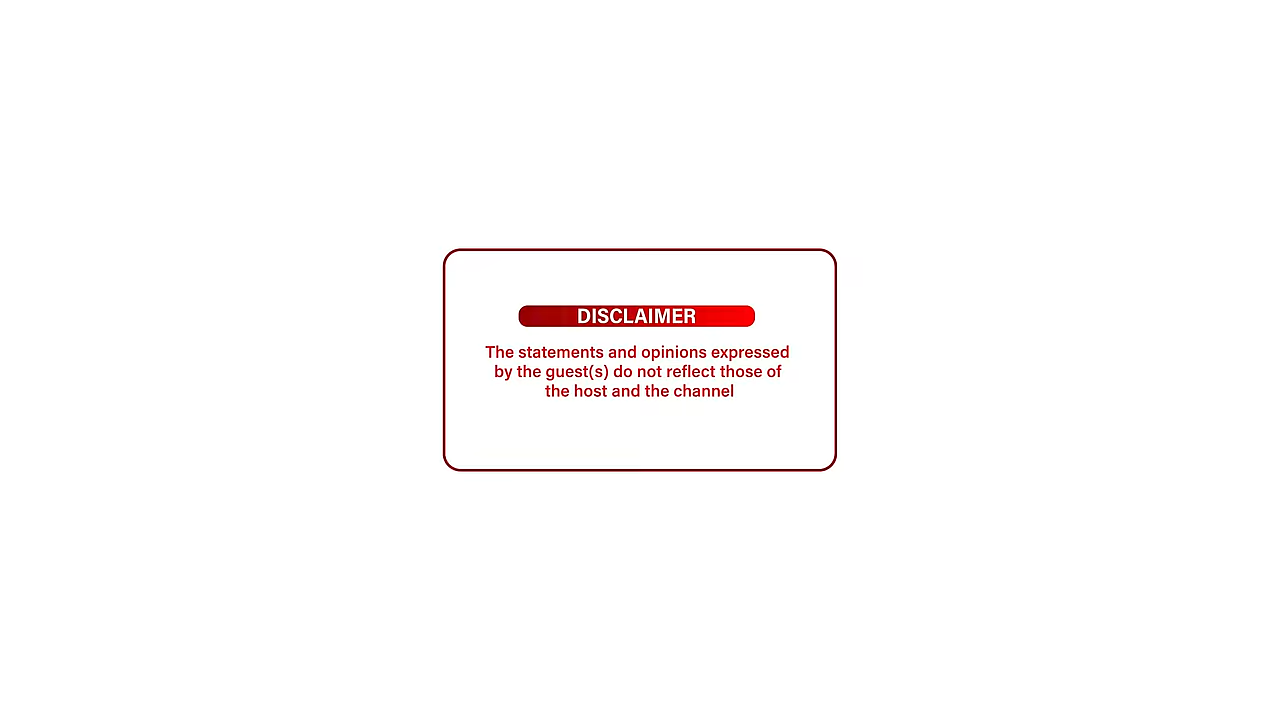 DISCLAIMER
The statements and opinions expressed
by the guest(s) do not reflect those of
the host and the channel